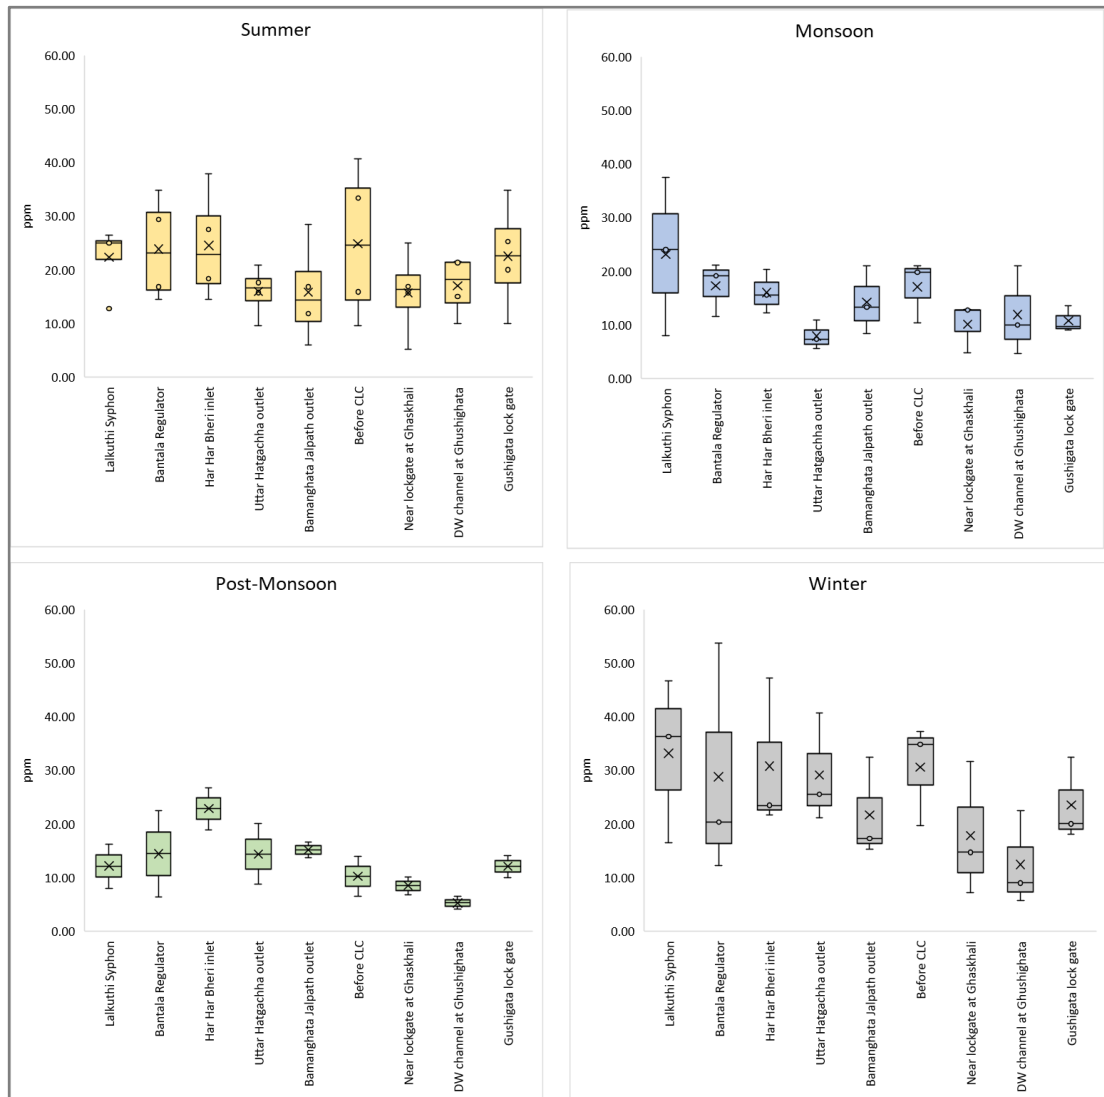 Summer
60.00
50.00
40.00
30.00
20.00
10.00
0.00
ppm
Lalkuthi Syphon
Bantala Regulator
Har Har Bheri inlet
Uttar Hatgachha outlet
Bamanghata Jalpath outlet
Before CLC
Near lockgate at Ghaskhali
DW channel at Ghushighata
Gushigata lock gate
Monsoon
60.00
50.00
40.00
30.00
20.00
10.00
0.00
ppm
Lalkuthi Syphon
Bantala Regulator
Har Har Bheri inlet
Uttar Hatgachha outlet
Bamanghata Jalpath outlet
Before CLC
Near lockgate at Ghaskhali
DW channel at Ghushighata
Gushigata lock gate
Post-Monsoon
60.00
50.00
40.00
30.00
20.00
10.00
0.00
ppm
Lalkuthi Syphon
Bantala Regulator
Har Har Bheri inlet
Uttar Hatgachha outlet
Bamanghata Jalpath outlet
Before CLC
Near lockgate at Ghaskhali
DW channel at Ghushighata
Gushigata lock gate
Winter
60.00
50.00
40.00
30.00
20.00
10.00
0.00
ppm
Lalkuthi Syphon
Bantala Regulator
Har Har Bheri inlet
Uttar Hatgachha outlet
Bamanghata Jalpath outlet
Before CLC
Near lockgate at Ghaskhali
DW channel at Ghushighata
Gushigata lock gate